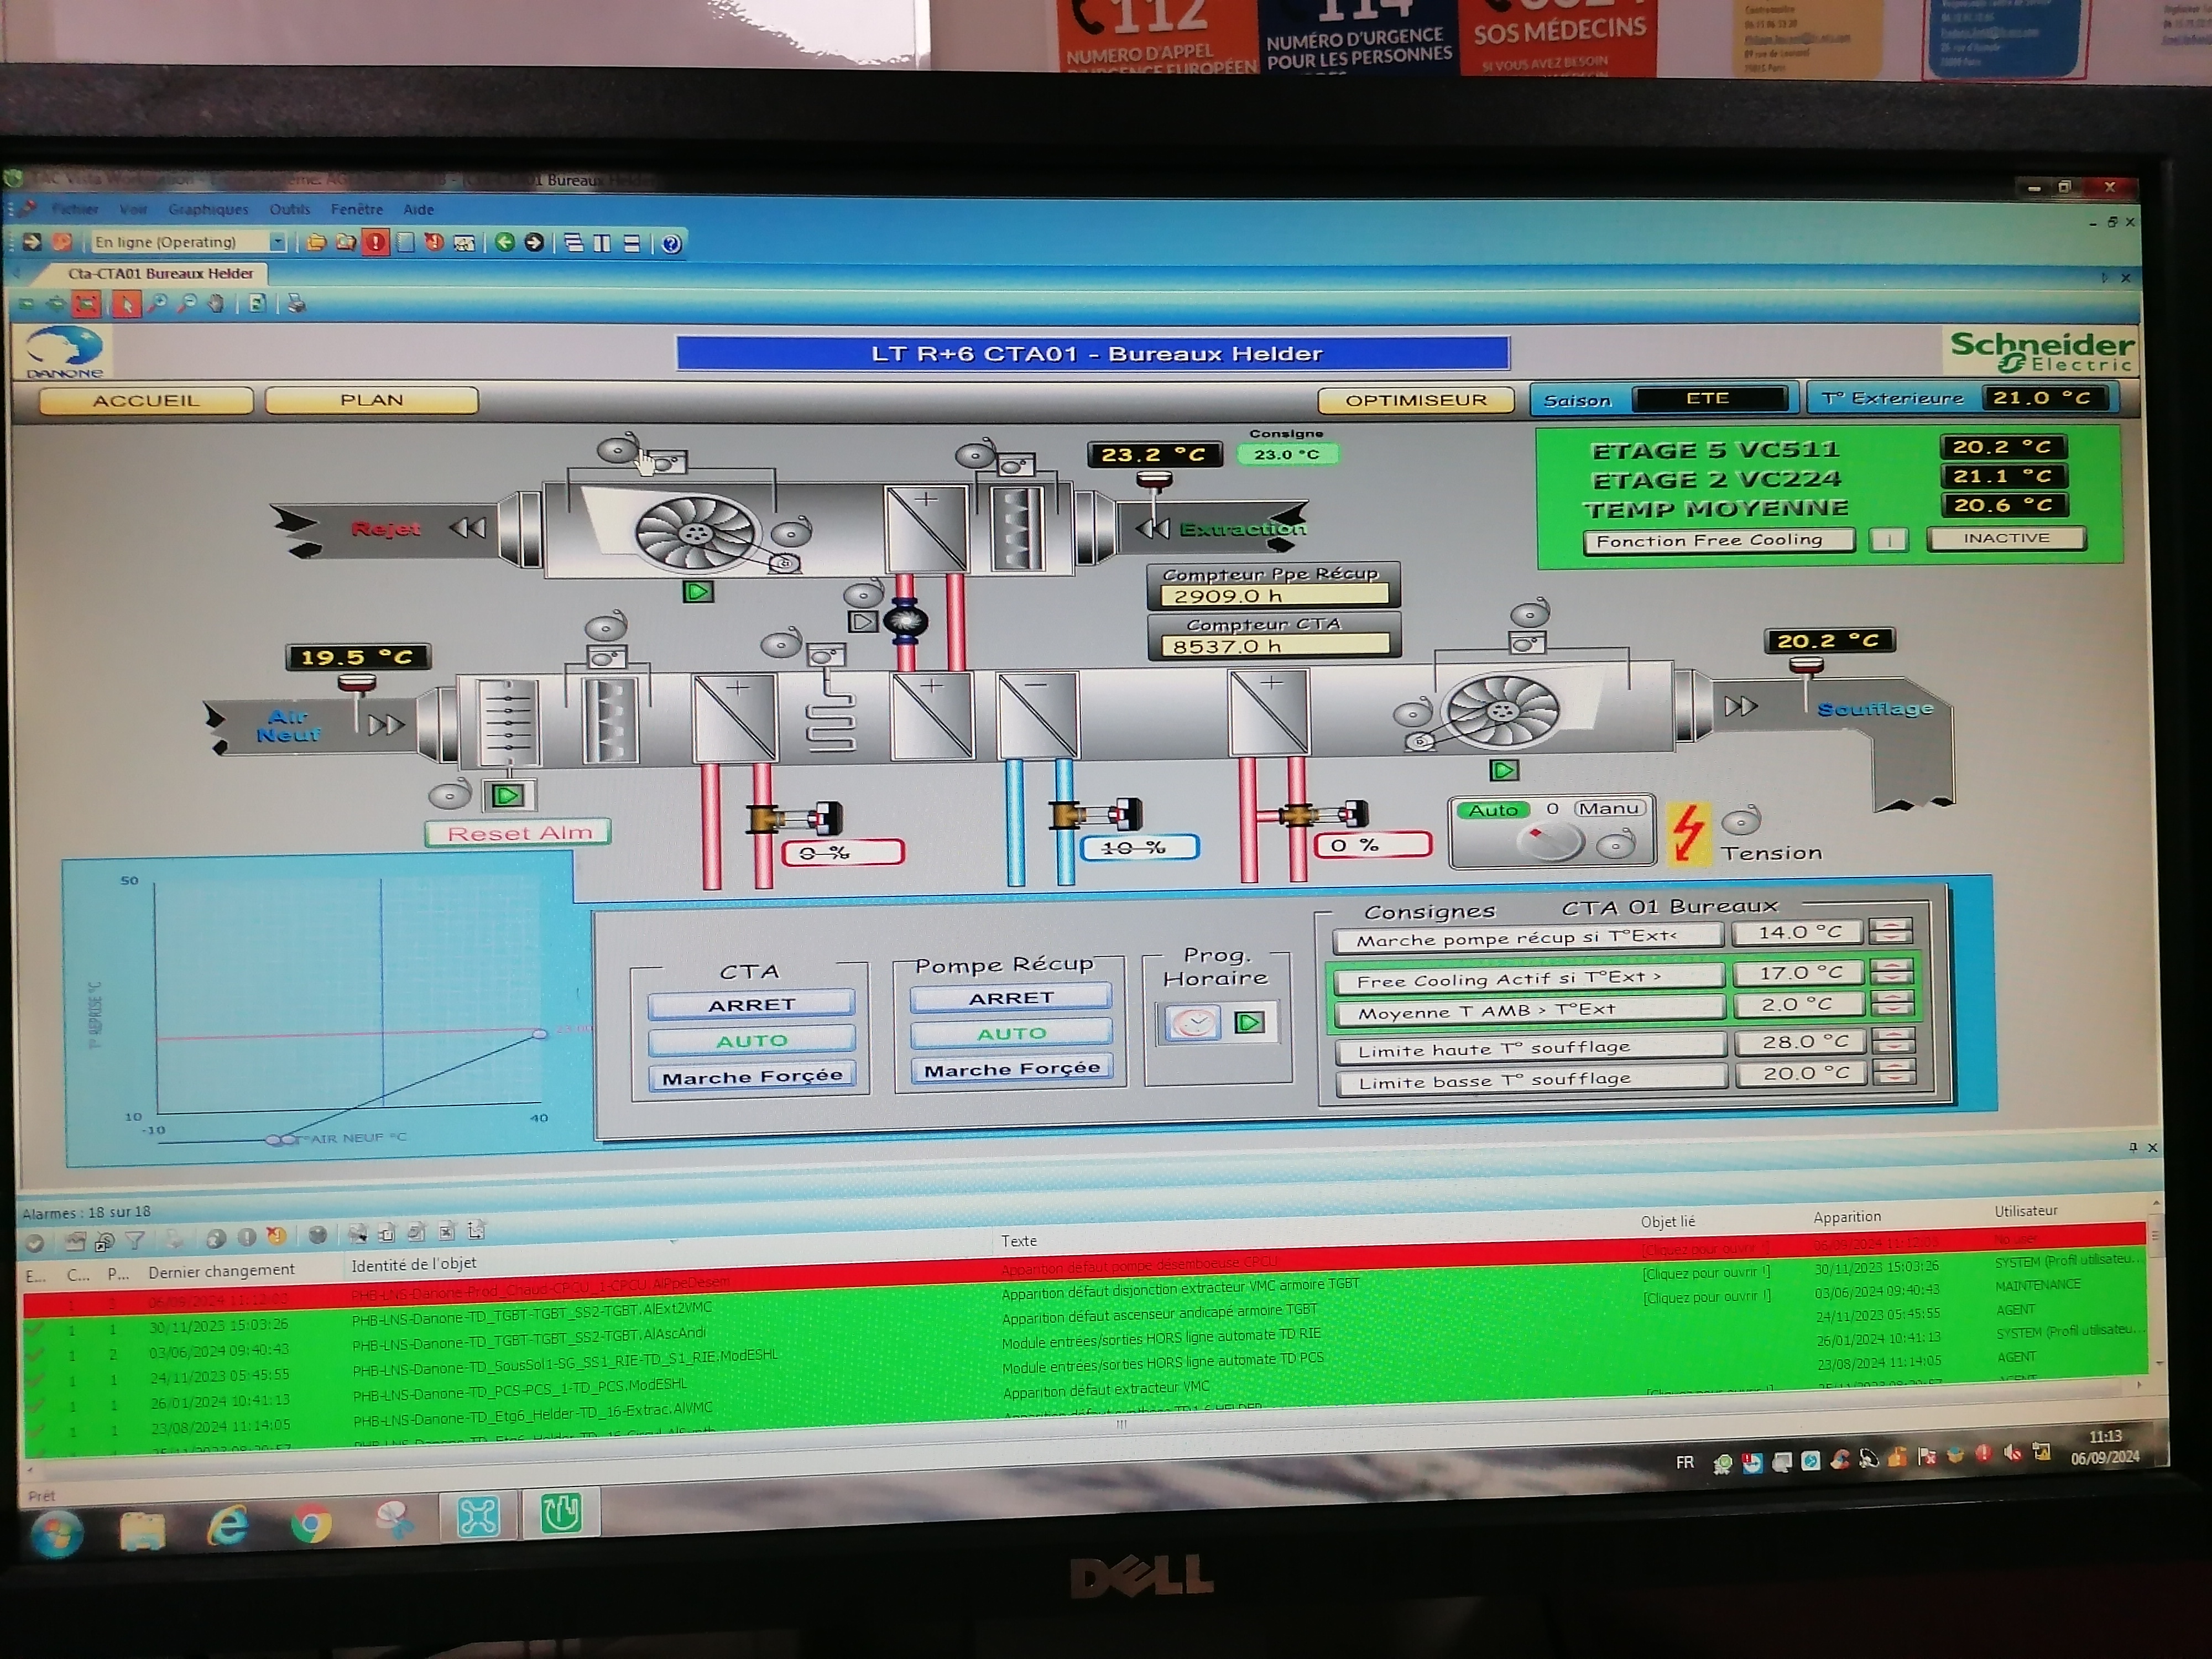 112
NUMERO D'APPEL
D'URGENCE EUROPÉEN
114
NUMÉRO D'URGENCE
POUR LES PERSONNES
SOS MÉDECINS
SI VOUS AVEZ BESOIN
TAC Vista Workstation
01 Bureaux
Fichier Voir Graphiques Outils Fenêtre Aide
En ligne (Operating)
Cta-CTA01 Bureaux Helder
DANONE
LT R+6 CTA01 - Bureaux Helder
Schneider
Electric
ACCUEIL
PLAN
OPTIMISEUR
Saison
ETE
T° Exterieure
21.0 °C
23.2 °C
Consigne
23.0 °C
ETAGE 5 VC511
20.2 °C
ETAGE 2 VC224
21.1 °C
TEMP MOYENNE
20.6 °C
Fonction Free Cooling
INACTIVE
Rejet
Extraction
Compteur Ppe Récup
2909.0 h
Compteur CTA
8537.0 h
19.5 °C
20.2 °C
Air
Neuf
Soufflage
Reset Alm
0 %
10 %
0 %
Auto 0 Manu
Tension
50
T° REPRISE °C
23.00
10
-10
40
T°AIR NEUF °C
CTA
ARRET
AUTO
Marche Forçée
Pompe Récup
ARRET
AUTO
Marche Forçée
Prog.
Horaire
Consignes CTA 01 Bureaux
Marche pompe récup si T°Ext< 14.0 °C
Free Cooling Actif si T°Ext > 17.0 °C
Moyenne T AMB > T°Ext 2.0 °C
Limite haute T° soufflage 28.0 °C
Limite basse T° soufflage 20.0 °C
Alarmes : 18 sur 18
E... C... P... Dernier changement Identité de l'objet Texte Objet lié Apparition Utilisateur
1 3 06/09/2024 11:12:03 PHB-LNS-Danone-Prod_Chaud-CPCU_1-CPCU.AlPpeDesem Apparition défaut pompe désemboueuse CPCU [Cliquez pour ouvrir !] 06/09/2024 11:12:03 No user
1 1 30/11/2023 15:03:26 PHB-LNS-Danone-TD_TGBT-TGBT_SS2-TGBT.AlExt2VMC Apparition défaut disjonction extracteur VMC armoire TGBT [Cliquez pour ouvrir !] 30/11/2023 15:03:26 SYSTEM (Profil utilisateu...
1 2 03/06/2024 09:40:43 PHB-LNS-Danone-TD_TGBT-TGBT_SS2-TGBT.AlAscAndi Apparition défaut ascenseur andicapé armoire TGBT [Cliquez pour ouvrir !] 03/06/2024 09:40:43 MAINTENANCE
1 1 24/11/2023 05:45:55 PHB-LNS-Danone-TD_SousSol1-SG_SS1_RIE-TD_S1_RIE.ModESHL Module entrées/sorties HORS ligne automate TD RIE 24/11/2023 05:45:55 AGENT
1 1 26/01/2024 10:41:13 PHB-LNS-Danone-TD_PCS-PCS_1-TD_PCS.ModESHL Module entrées/sorties HORS ligne automate TD PCS 26/01/2024 10:41:13 SYSTEM (Profil utilisateu...
1 1 23/08/2024 11:14:05 PHB-LNS-Danone-TD_Etg6_Helder-TD_16-Extrac.AlVMC Apparition défaut extracteur VMC 23/08/2024 11:14:05 AGENT
Prêt
FR
11:13
06/09/2024
DELL